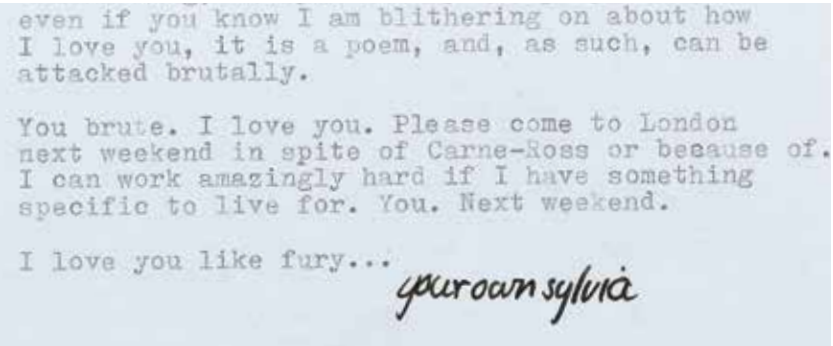 even if you know I am blithering on about how
I love you, it is a poem, and, as such, can be
attacked brutally.
You brute. I love you. Please come to London
next weekend in spite of Carne-Ross or because of.
I can work amazingly hard if I have something
specific to live for. You. Next weekend.
I love you like fury...
your own sylvia